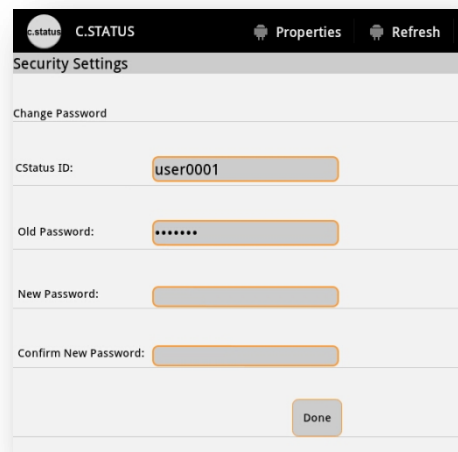 c.status C.STATUS Properties Refresh
Security Settings
Change Password
CStatus ID: user0001
Old Password: •••••••
New Password:
Confirm New Password:
Done